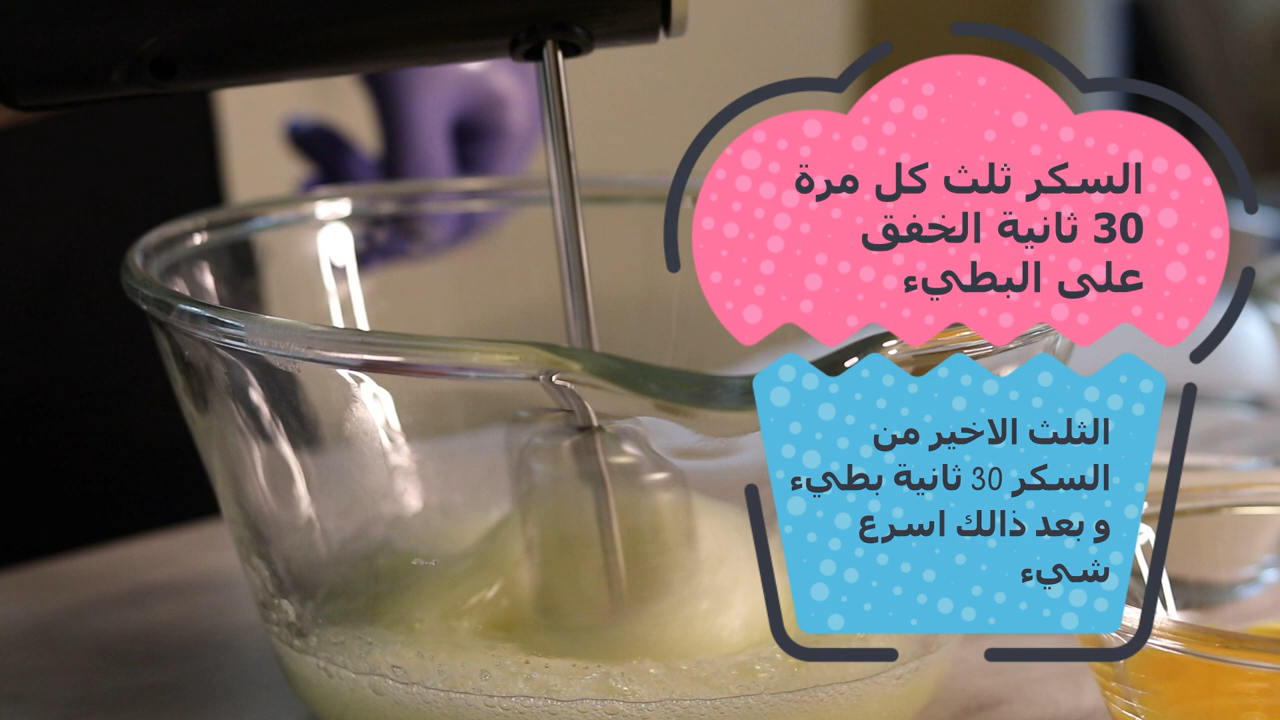 السكر ثلث كل مرة
30 ثانية الخفق
على البطيء
الثلث الاخير من
السكر 30 ثانية بطيء
و بعد ذالك اسرع
شيء